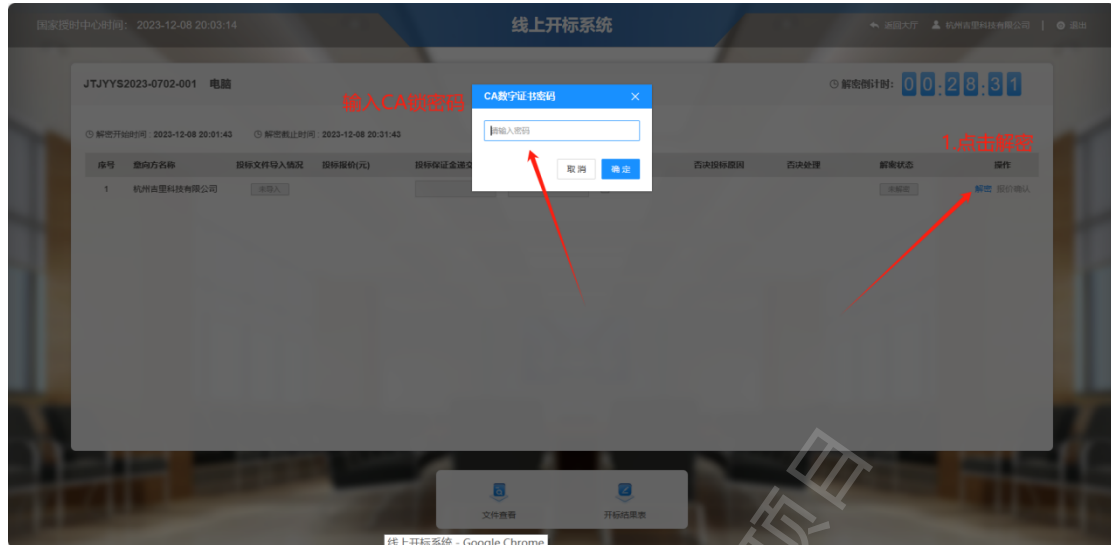 国家授时中心时间： 2023-12-08 20:03:14
线上开标系统
返回大厅 杭州吉里科技有限公司 | 退出
JTJYYS2023-0702-001 电脑
解密倒计时: 00:28:31
输入CA锁密码
CA数字证书密码
请输入密码
取消 确定
解密开始时间 : 2023-12-08 20:01:43 解密截止时间 : 2023-12-08 20:31:43
1.点击解密
序号 意向方名称 投标文件导入情况 投标报价(元) 投标保证金递交 否决投标原因 否决处理 解密状态 操作
1 杭州吉里科技有限公司 未导入 未解密 解密 报价确认
文件查看 开标结果表
线上开标系统 - Google Chrome
项目